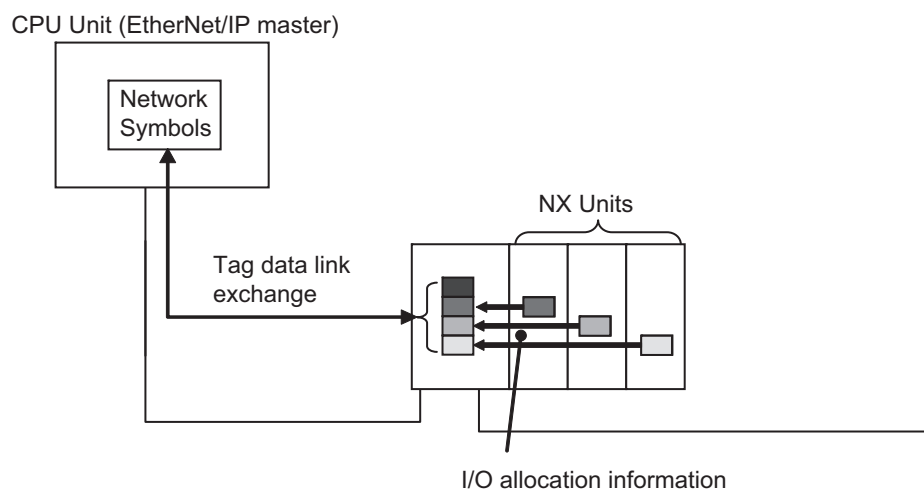 CPU Unit (EtherNet/IP master)
Network
Symbols
NX Units
Tag data link
exchange
I/O allocation information